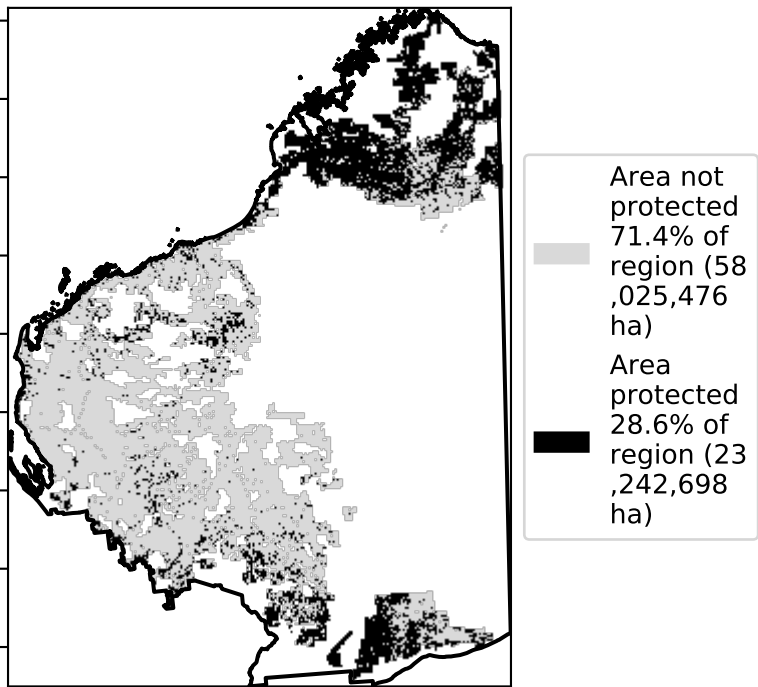 Area not
protected
71.4% of
region (58
,025,476
ha)
Area
protected
28.6% of
region (23
,242,698
ha)